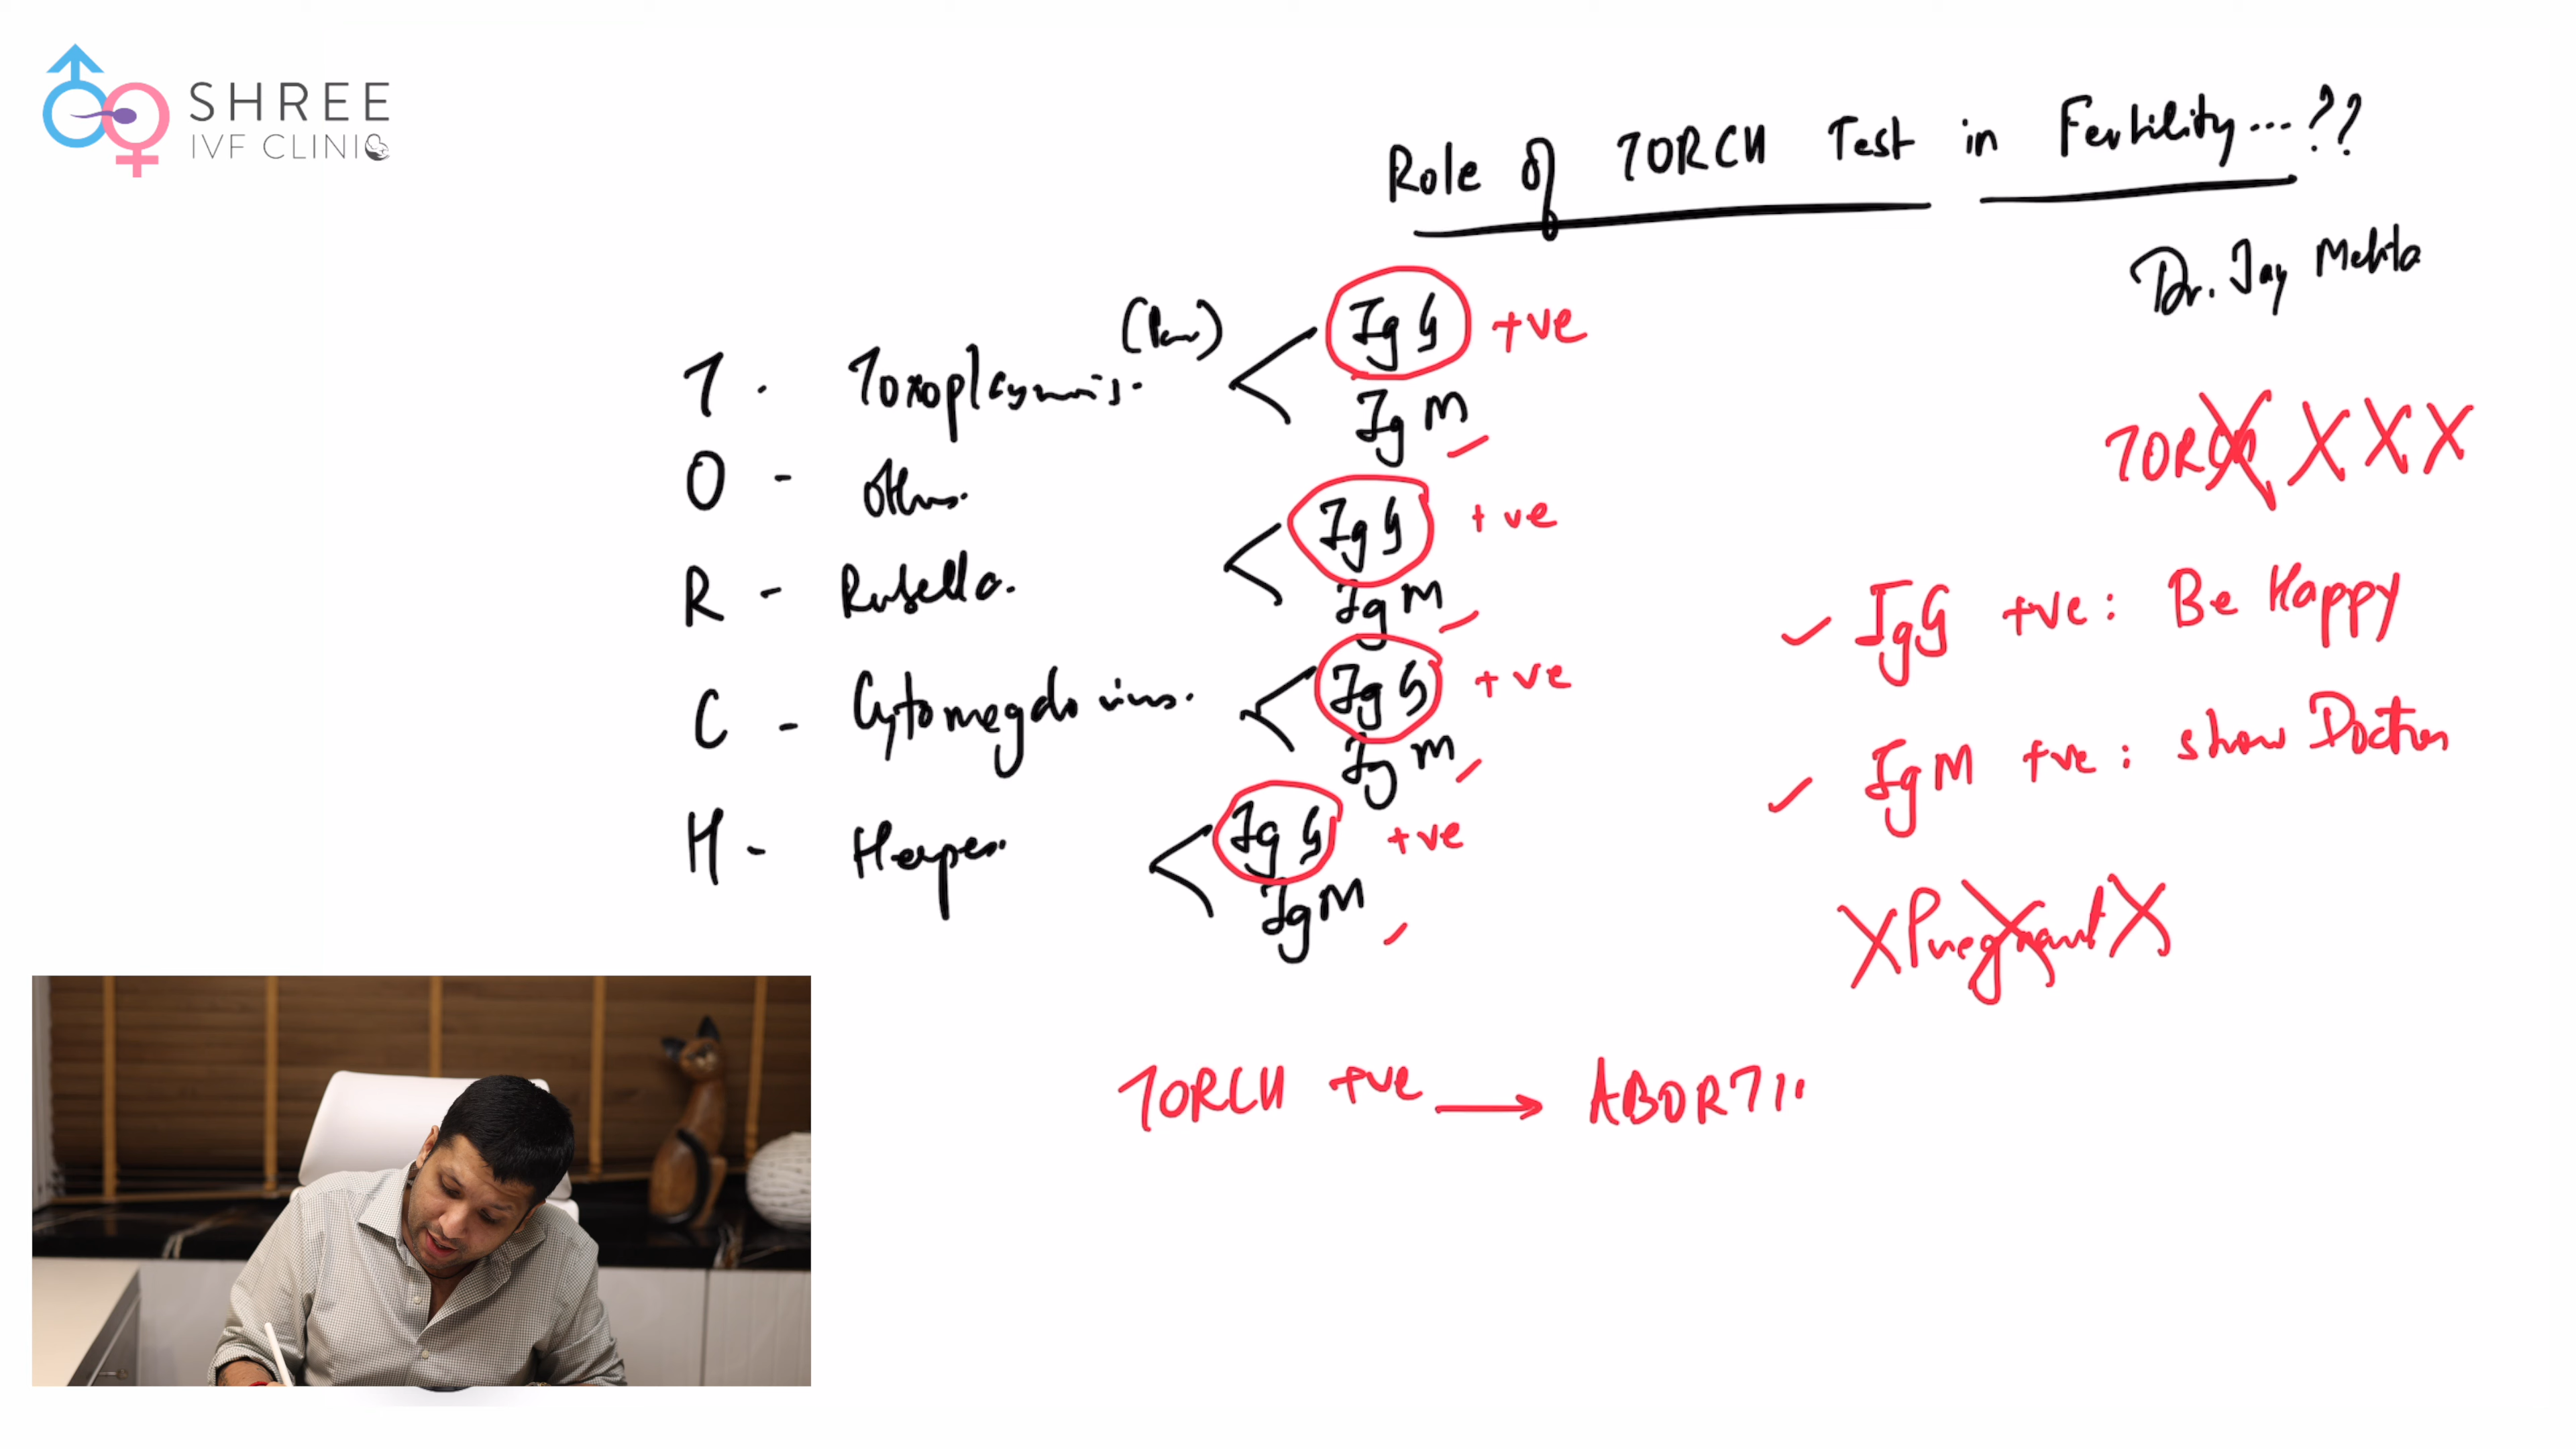 SHREE
IVF CLINIC
Role of TORCH Test in Fertility...??
Dr. Jay Mehta
T. Toxoplasmosis. IgG +ve
IgM
TORCH X X X
O - Others.
R - Rubella. IgG +ve
IgM
✓ IgG +ve: Be Happy
C - Cytomegalo virus. IgG +ve
IgM
✓ IgM +ve: show Doctor
H - Herpes. IgG +ve
IgM
X Pregnant X
TORCH +ve → ABORTI